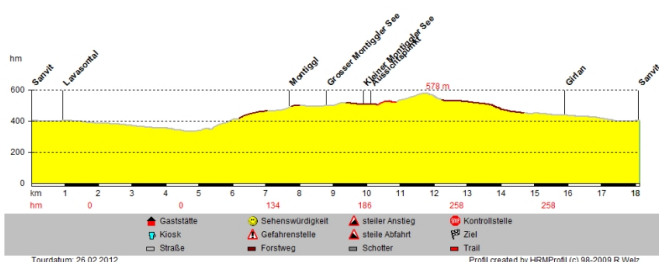 Sanvit
Lavasontal
Montiggl
Grosser Montiggler See
Kleiner Montiggler See
Aussichtspunkt
Girlan
Sanvit
hm
578 m
600
400
200
0
km 1 2 3 4 5 6 7 8 9 10 11 12 13 14 15 16 17 18
hm 0 0 134 186 258 258
Gaststätte Sehenswürdigkeit steiler Anstieg Kontrollstelle
Kiosk Gefahrenstelle steile Abfahrt Ziel
Straße Forstweg Schotter Trail
Tourdatum: 26.02.2012 Profil created by HRMProfil (c) 98-2009 R.Welz